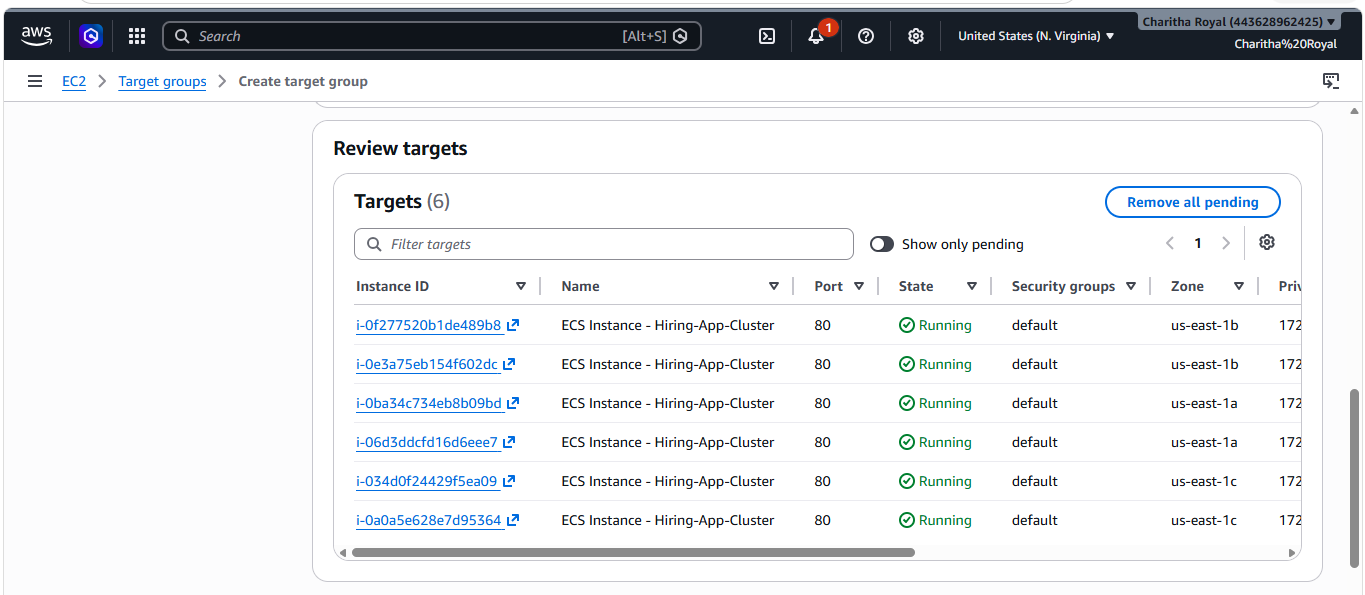 aws
Search [Alt+S]
1
United States (N. Virginia) ▼
Charitha Royal (443628962425) ▼
Charitha%20Royal
EC2 > Target groups > Create target group
Review targets
Targets (6)
Remove all pending
Filter targets
Show only pending
1
Instance ID Name Port State Security groups Zone Priv
i-0f277520b1de489b8 ECS Instance - Hiring-App-Cluster 80 Running default us-east-1b 172
i-0e3a75eb154f602dc ECS Instance - Hiring-App-Cluster 80 Running default us-east-1b 172
i-0ba34c734eb8b09bd ECS Instance - Hiring-App-Cluster 80 Running default us-east-1a 172
i-06d3ddcfd16d6eee7 ECS Instance - Hiring-App-Cluster 80 Running default us-east-1a 172
i-034d0f24429f5ea09 ECS Instance - Hiring-App-Cluster 80 Running default us-east-1c 172
i-0a0a5e628e7d95364 ECS Instance - Hiring-App-Cluster 80 Running default us-east-1c 172